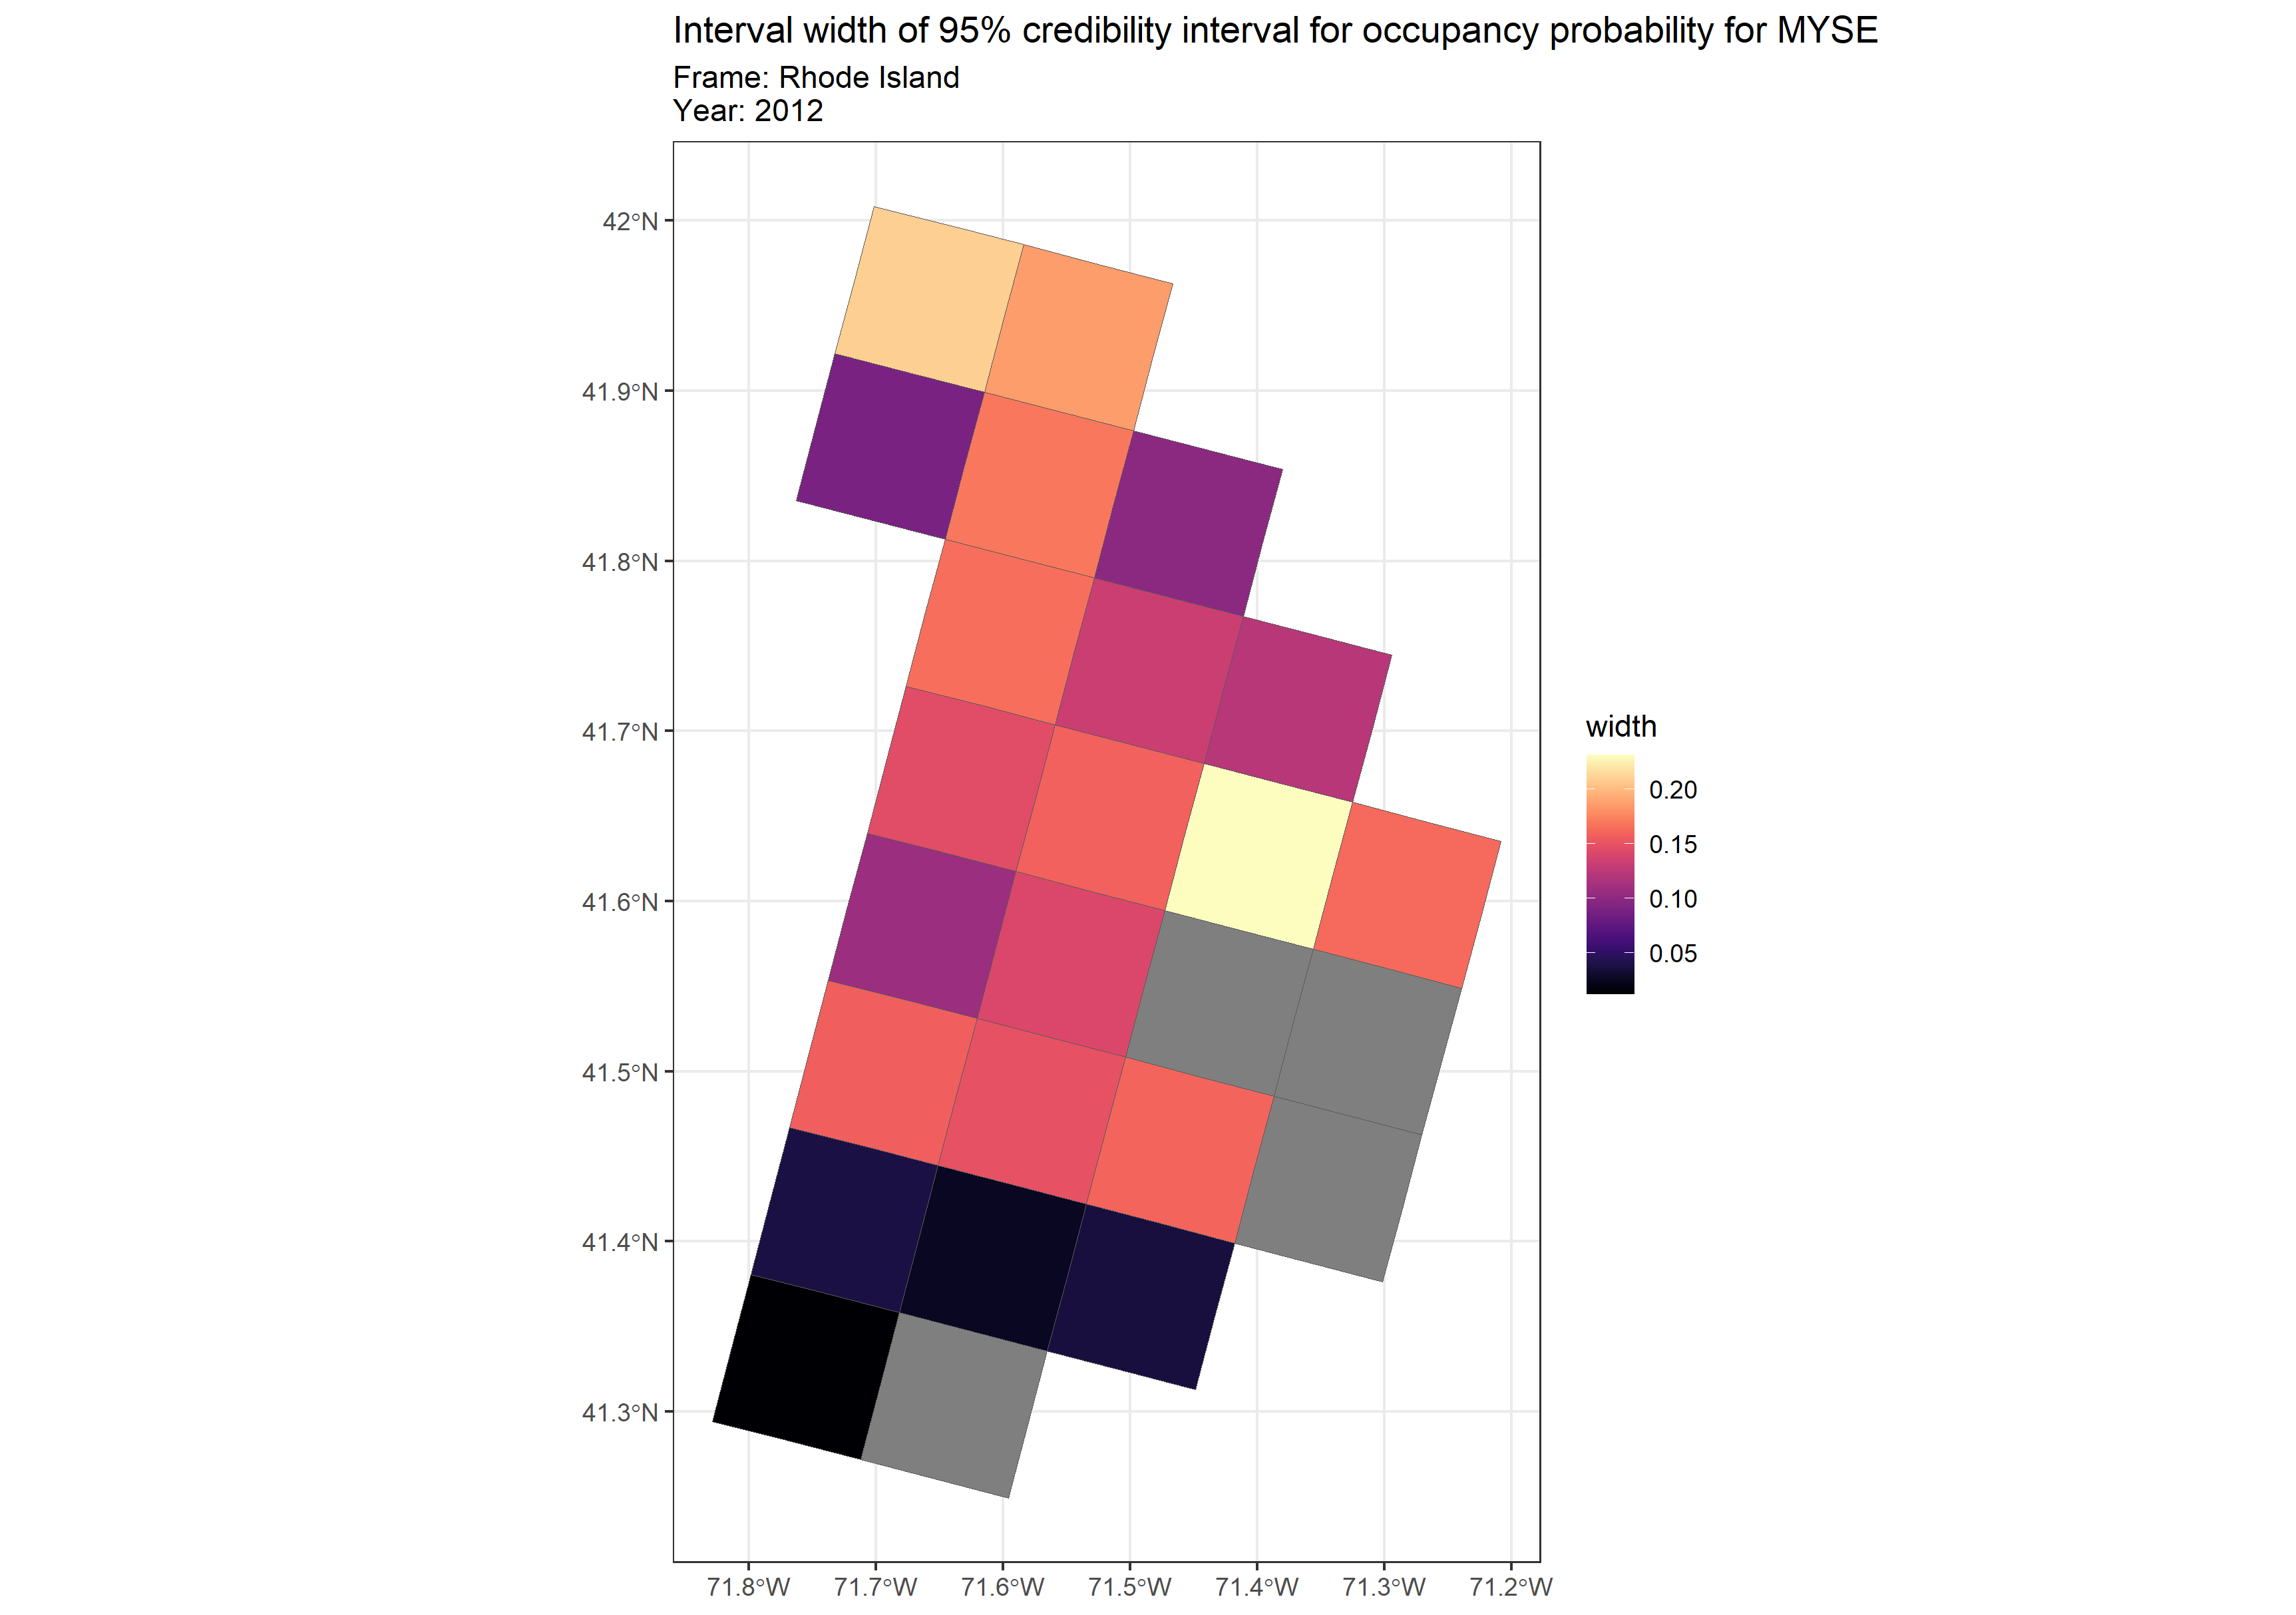 Interval width of 95% credibility interval for occupancy probability for MYSE
Frame: Rhode Island
Year: 2012
42°N
41.9°N
41.8°N
41.7°N
41.6°N
41.5°N
41.4°N
41.3°N
71.8°W 71.7°W 71.6°W 71.5°W 71.4°W 71.3°W 71.2°W
width
0.20
0.15
0.10
0.05